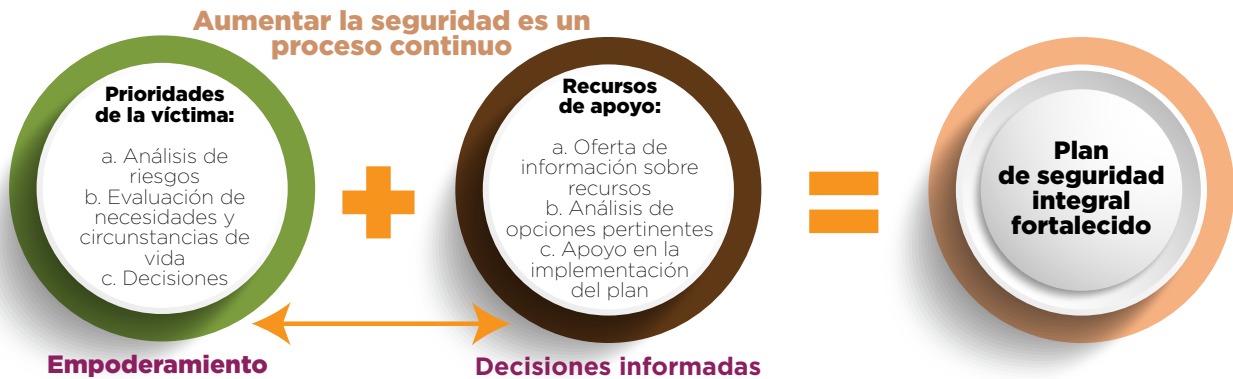 Aumentar la seguridad es un
proceso continuo
Prioridades
de la víctima:
a. Análisis de
riesgos
b. Evaluación de
necesidades y
circunstancias de
vida
c. Decisiones
Empoderamiento
Recursos
de apoyo:
a. Oferta de
información sobre
recursos
b. Análisis de
opciones pertinentes
c. Apoyo en la
implementación
del plan
Decisiones informadas
Plan
de seguridad
integral
fortalecido